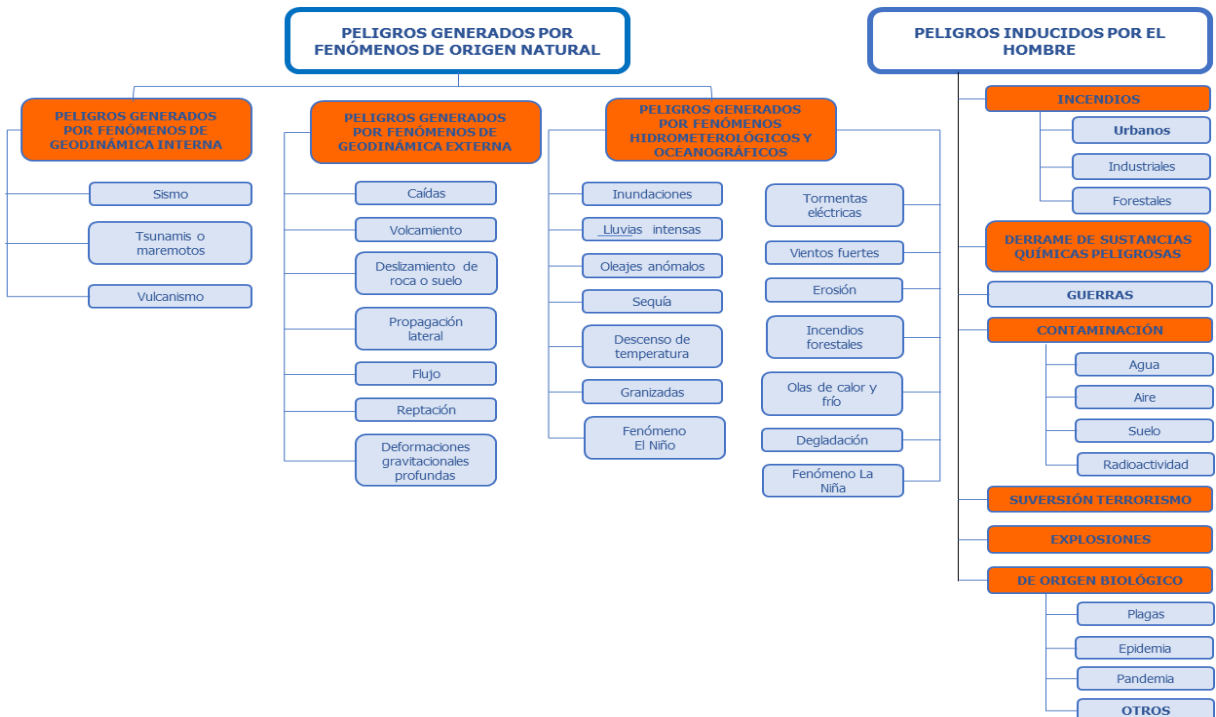 PELIGROS GENERADOS POR
FENÓMENOS DE ORIGEN NATURAL
PELIGROS GENERADOS
POR FENÓMENOS DE
GEODINÁMICA INTERNA
Sismo
Tsunamis o
maremotos
Vulcanismo
PELIGROS GENERADOS
POR FENÓMENOS DE
GEODINÁMICA EXTERNA
Caídas
Volcamiento
Deslizamiento de
roca o suelo
Propagación
lateral
Flujo
Reptación
Deformaciones
gravitacionales
profundas
PELIGROS GENERADOS
POR FENÓMENOS
HIDROMETEROLÓGICOS Y
OCEANOGRÁFICOS
Inundaciones
Lluvias intensas
Oleajes anómalos
Sequía
Descenso de
temperatura
Granizadas
Fenómeno
El Niño
Tormentas
eléctricas
Vientos fuertes
Erosión
Incendios
forestales
Olas de calor y
frío
Degladación
Fenómeno La
Niña
PELIGROS INDUCIDOS POR EL
HOMBRE
INCENDIOS
Urbanos
Industriales
Forestales
DERRAME DE SUSTANCIAS
QUÍMICAS PELIGROSAS
GUERRAS
CONTAMINACIÓN
Agua
Aire
Suelo
Radioactividad
SUVERSIÓN TERRORISMO
EXPLOSIONES
DE ORIGEN BIOLÓGICO
Plagas
Epidemia
Pandemia
OTROS